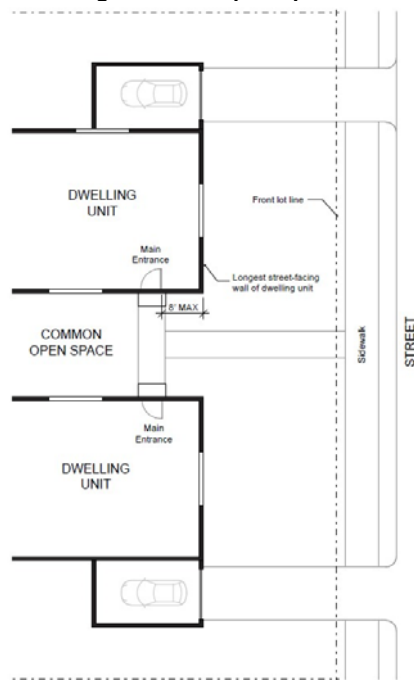 DWELLING
UNIT
Front lot line
Main
Entrance
Longest street-facing
wall of dwelling unit
8' MAX
COMMON
OPEN SPACE
Sidewalk
STREET
Main
Entrance
DWELLING
UNIT